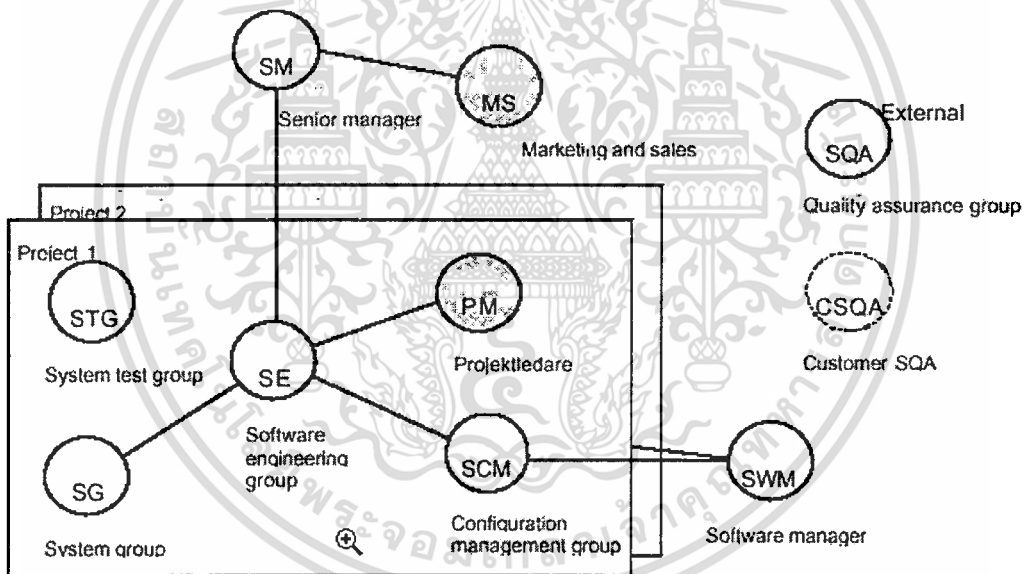 SM
Senior manager
MS
Marketing and sales
External
SQA
Quality assurance group
Project 2
Project 1
STG
System test group
SE
Software
engineering
group
PM
Projektledare
CSQA
Customer SQA
SG
System group
SCM
Configuration
management group
SWM
Software manager